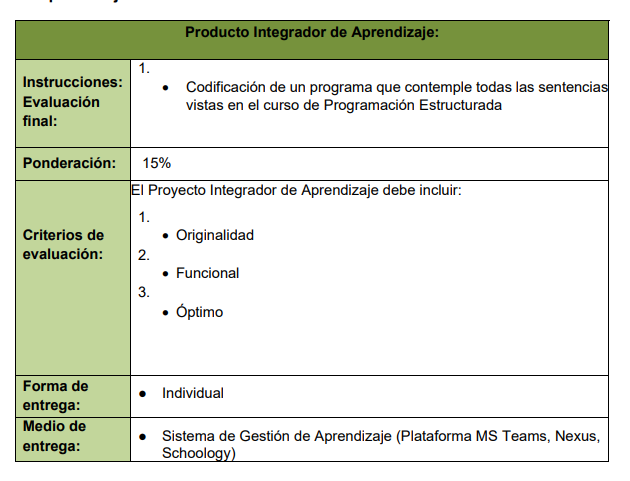 Producto Integrador de Aprendizaje:
Instrucciones:
Evaluación
final:
1.
• Codificación de un programa que contemple todas las sentencias
vistas en el curso de Programación Estructurada
Ponderación:
15%
Criterios de
evaluación:
El Proyecto Integrador de Aprendizaje debe incluir:
1.
• Originalidad
2.
• Funcional
3.
• Óptimo
Forma de
entrega:
● Individual
Medio de
entrega:
● Sistema de Gestión de Aprendizaje (Plataforma MS Teams, Nexus,
Schoology)